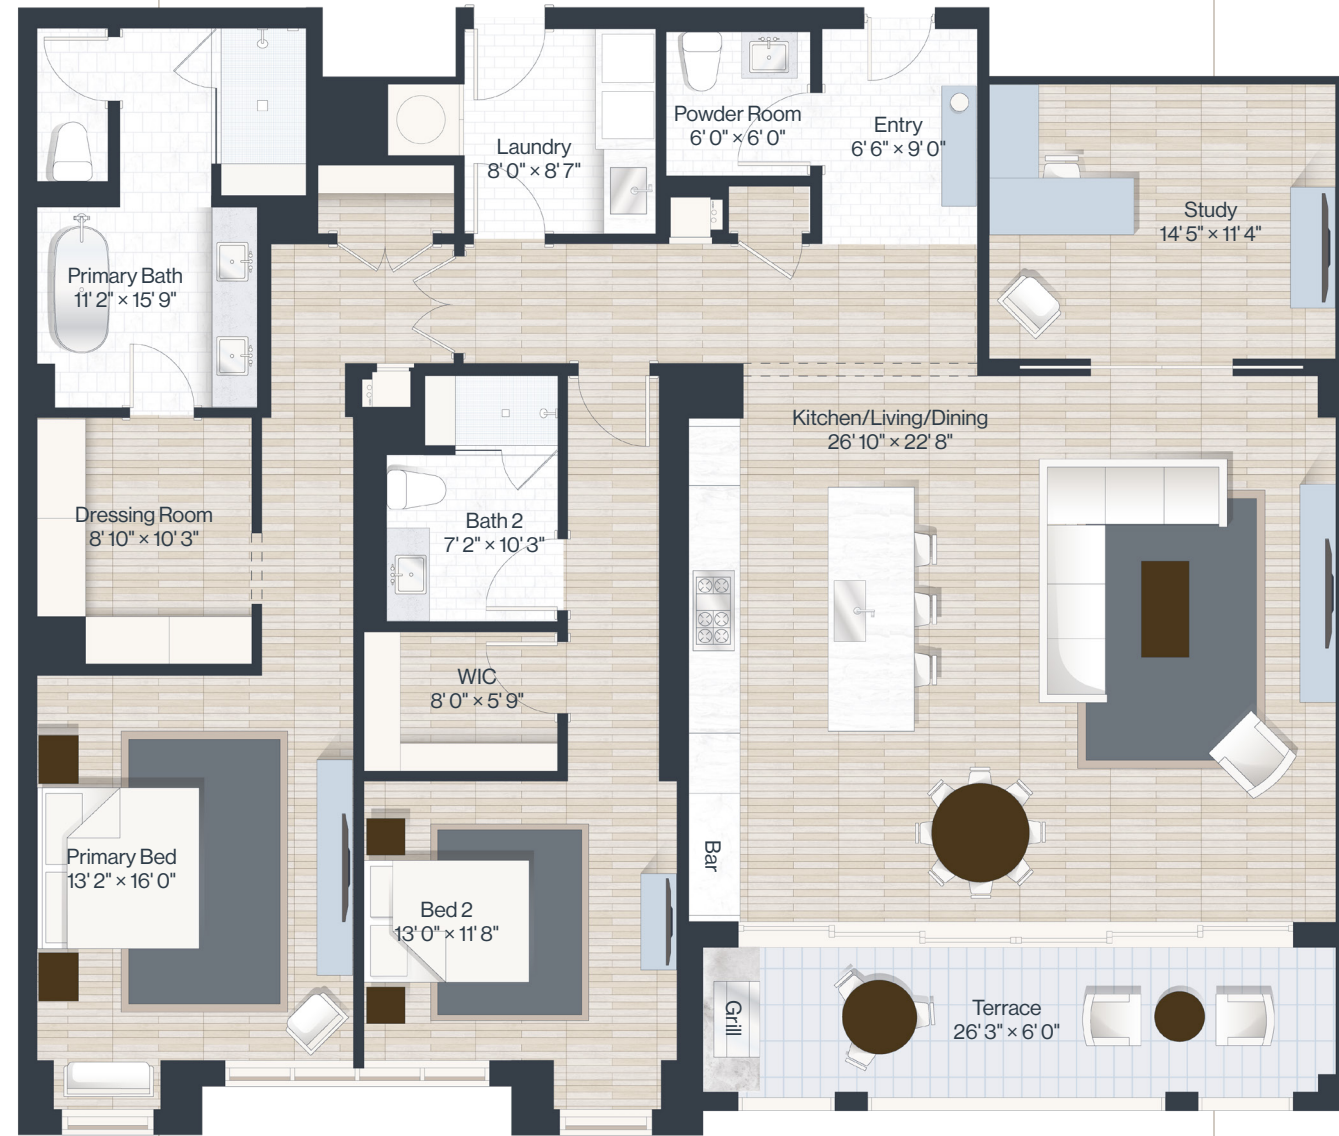 Powder Room
6' 0" × 6' 0"
Entry
6' 6" × 9' 0"
Laundry
8' 0" × 8' 7"
Study
14' 5" × 11' 4"
Primary Bath
11' 2" × 15' 9"
Kitchen/Living/Dining
26' 10" × 22' 8"
Dressing Room
8' 10" × 10' 3"
Bath 2
7' 2" × 10' 3"
WIC
8' 0" × 5' 9"
Primary Bed
13' 2" × 16' 0"
Bed 2
13' 0" × 11' 8"
Bar
Grill
Terrace
26' 3" × 6' 0"